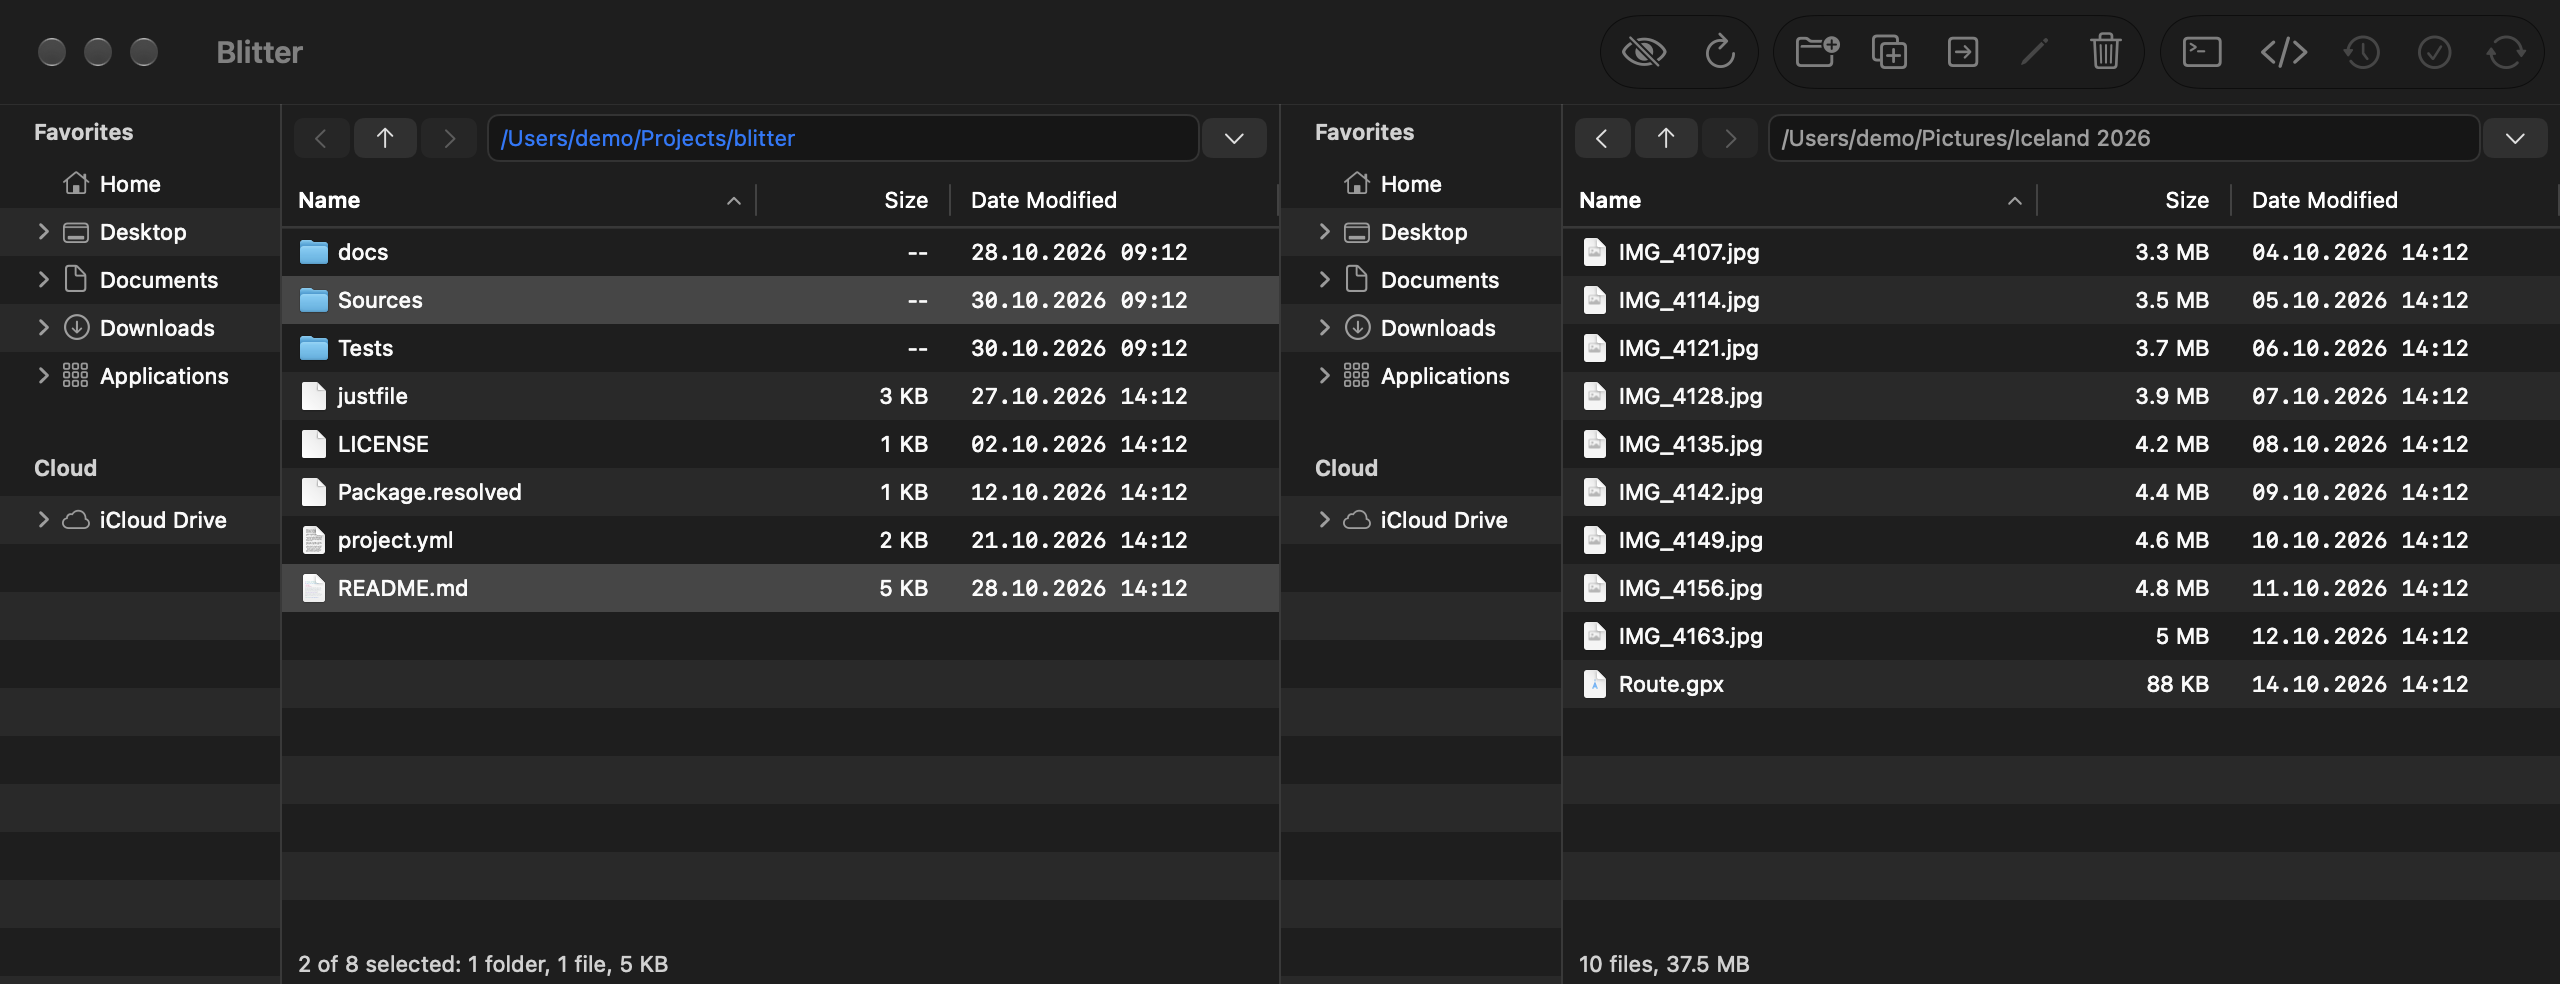 Blitter
Favorites
Home
Desktop
Documents
Downloads
Applications
Cloud
iCloud Drive
/Users/demo/Projects/blitter
Name Size Date Modified
docs -- 28.10.2026 09:12
Sources -- 30.10.2026 09:12
Tests -- 30.10.2026 09:12
justfile 3 KB 27.10.2026 14:12
LICENSE 1 KB 02.10.2026 14:12
Package.resolved 1 KB 12.10.2026 14:12
project.yml 2 KB 21.10.2026 14:12
README.md 5 KB 28.10.2026 14:12
2 of 8 selected: 1 folder, 1 file, 5 KB
Favorites
Home
Desktop
Documents
Downloads
Applications
Cloud
iCloud Drive
/Users/demo/Pictures/Iceland 2026
Name Size Date Modified
IMG_4107.jpg 3.3 MB 04.10.2026 14:12
IMG_4114.jpg 3.5 MB 05.10.2026 14:12
IMG_4121.jpg 3.7 MB 06.10.2026 14:12
IMG_4128.jpg 3.9 MB 07.10.2026 14:12
IMG_4135.jpg 4.2 MB 08.10.2026 14:12
IMG_4142.jpg 4.4 MB 09.10.2026 14:12
IMG_4149.jpg 4.6 MB 10.10.2026 14:12
IMG_4156.jpg 4.8 MB 11.10.2026 14:12
IMG_4163.jpg 5 MB 12.10.2026 14:12
Route.gpx 88 KB 14.10.2026 14:12
10 files, 37.5 MB